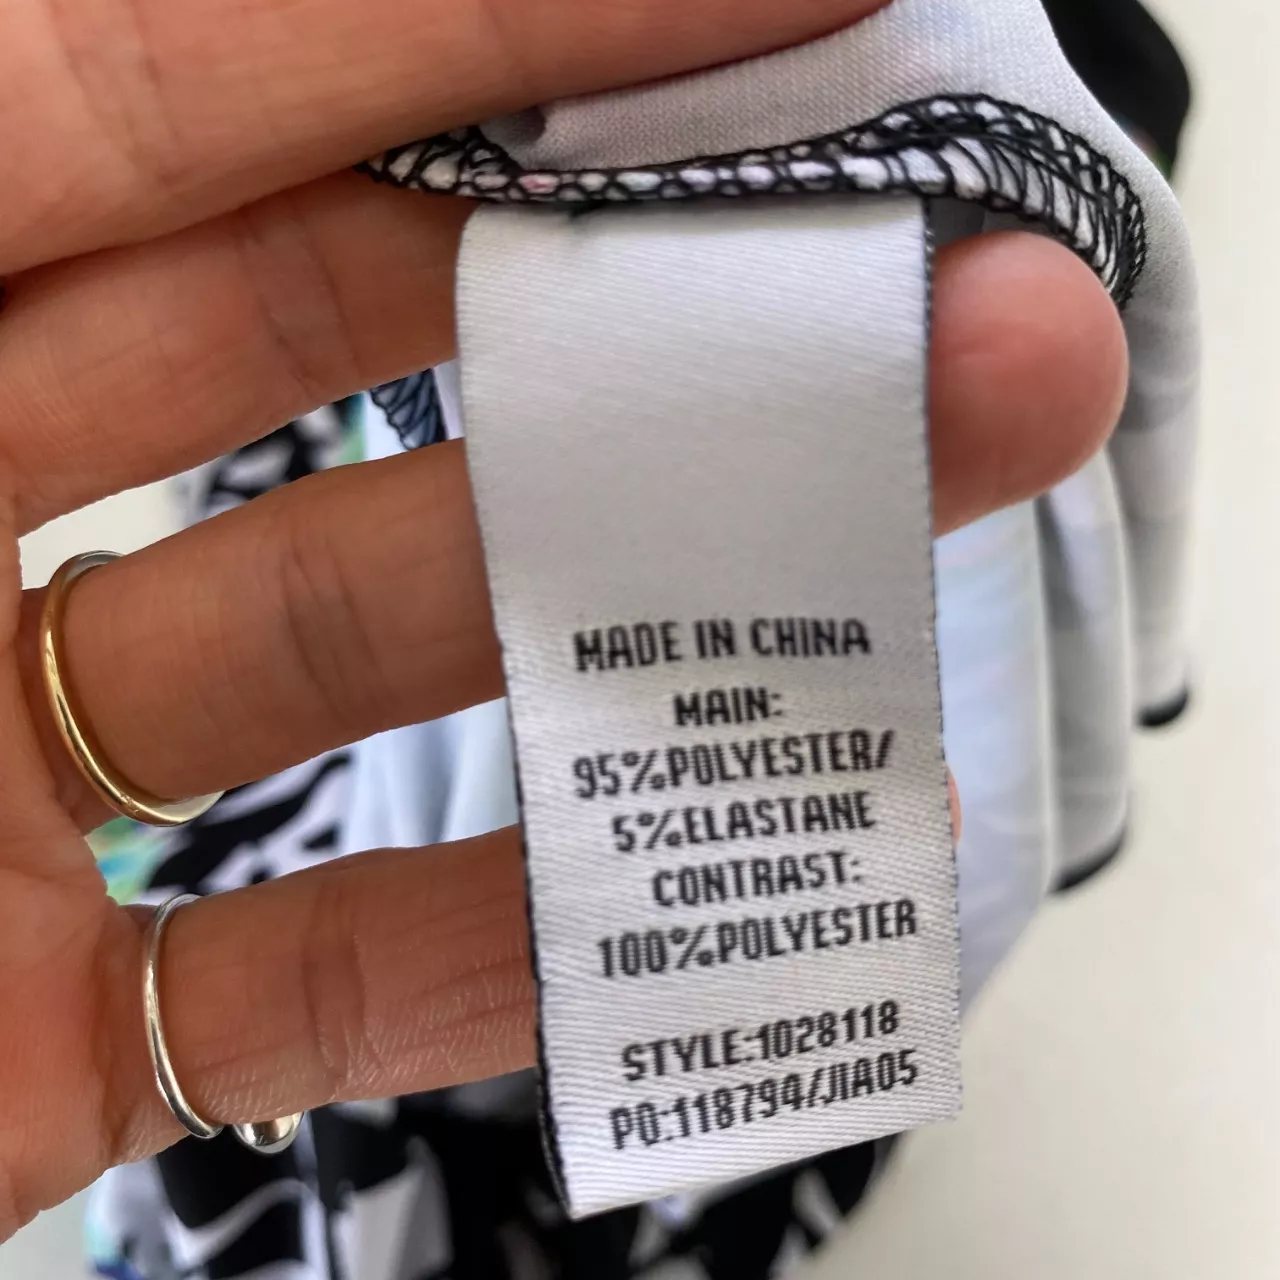 MADE IN CHINA
MAIN:
95%POLYESTER/
5%ELASTANE
CONTRAST:
100%POLYESTER
STYLE:1028118
PO:118794/JIA05